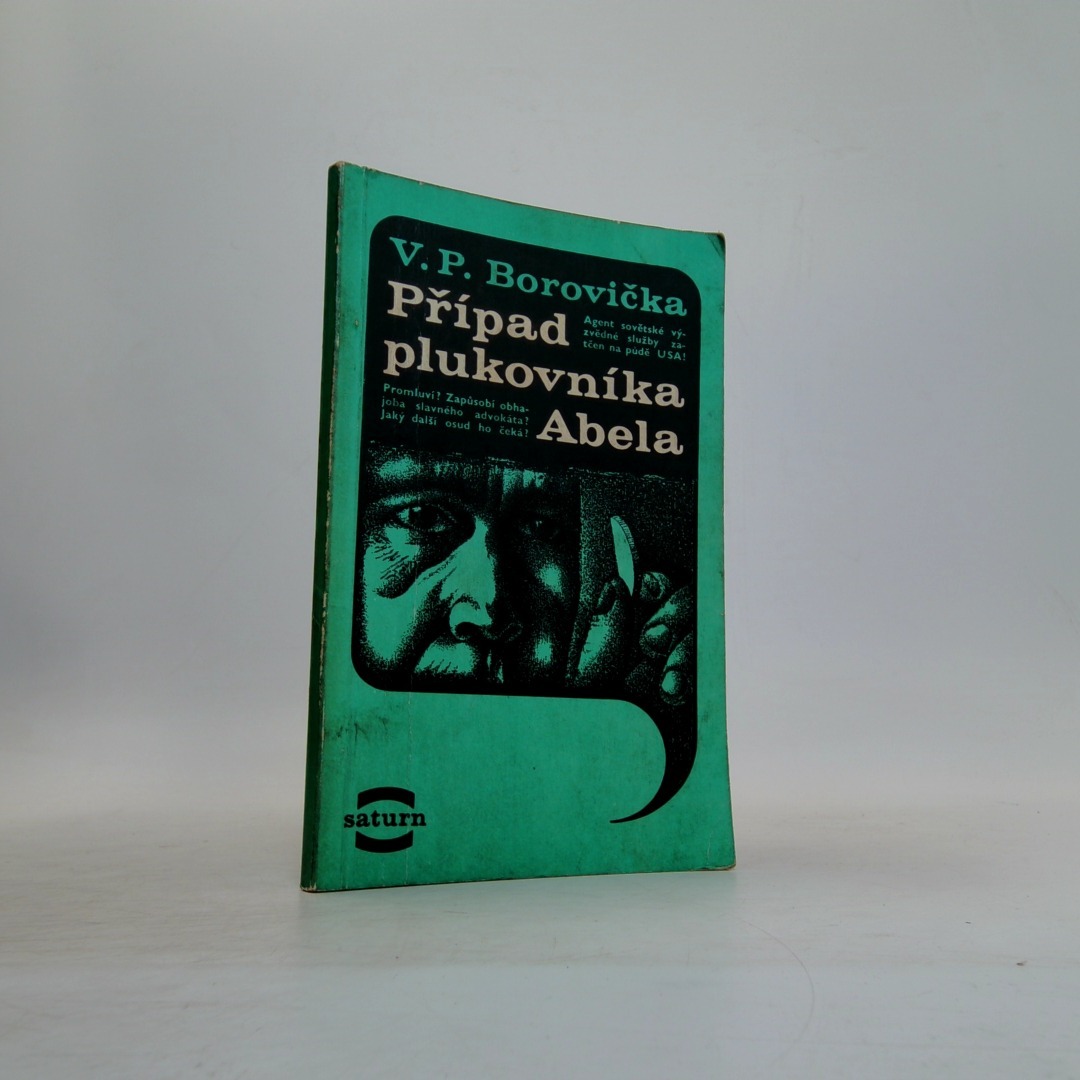 V. P. Borovička
Případ
Agent sovětské vý-
zvědné služby za-
tčen na půdě USA!
plukovníka
Promluví? Zapůsobí obha-
joba slavného advokáta?
Jaký další osud ho čeká?
Abela
saturn